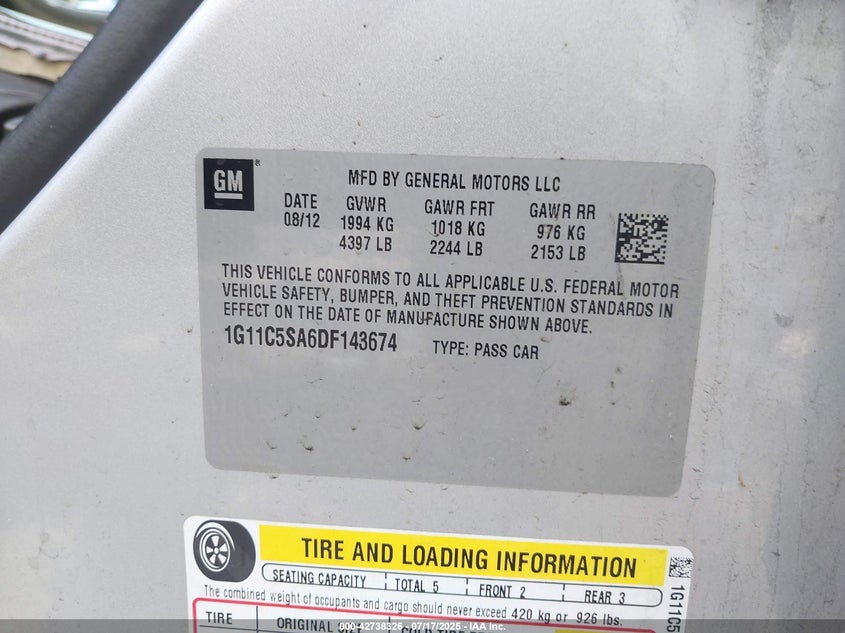 GM ®
MFD BY GENERAL MOTORS LLC
DATE GVWR GAWR FRT GAWR RR
08/12 1994 KG 1018 KG 976 KG
4397 LB 2244 LB 2153 LB
THIS VEHICLE CONFORMS TO ALL APPLICABLE U.S. FEDERAL MOTOR
VEHICLE SAFETY, BUMPER, AND THEFT PREVENTION STANDARDS IN
EFFECT ON THE DATE OF MANUFACTURE SHOWN ABOVE.
1G11C5SA6DF143674 TYPE: PASS CAR
TIRE AND LOADING INFORMATION
SEATING CAPACITY TOTAL 5 FRONT 2 REAR 3
The combined weight of occupants and cargo should never exceed 420 kg or 926 lbs.
TIRE ORIGINAL
1G11C5
000-42738326 - 07/17/2025 - IAA Inc.